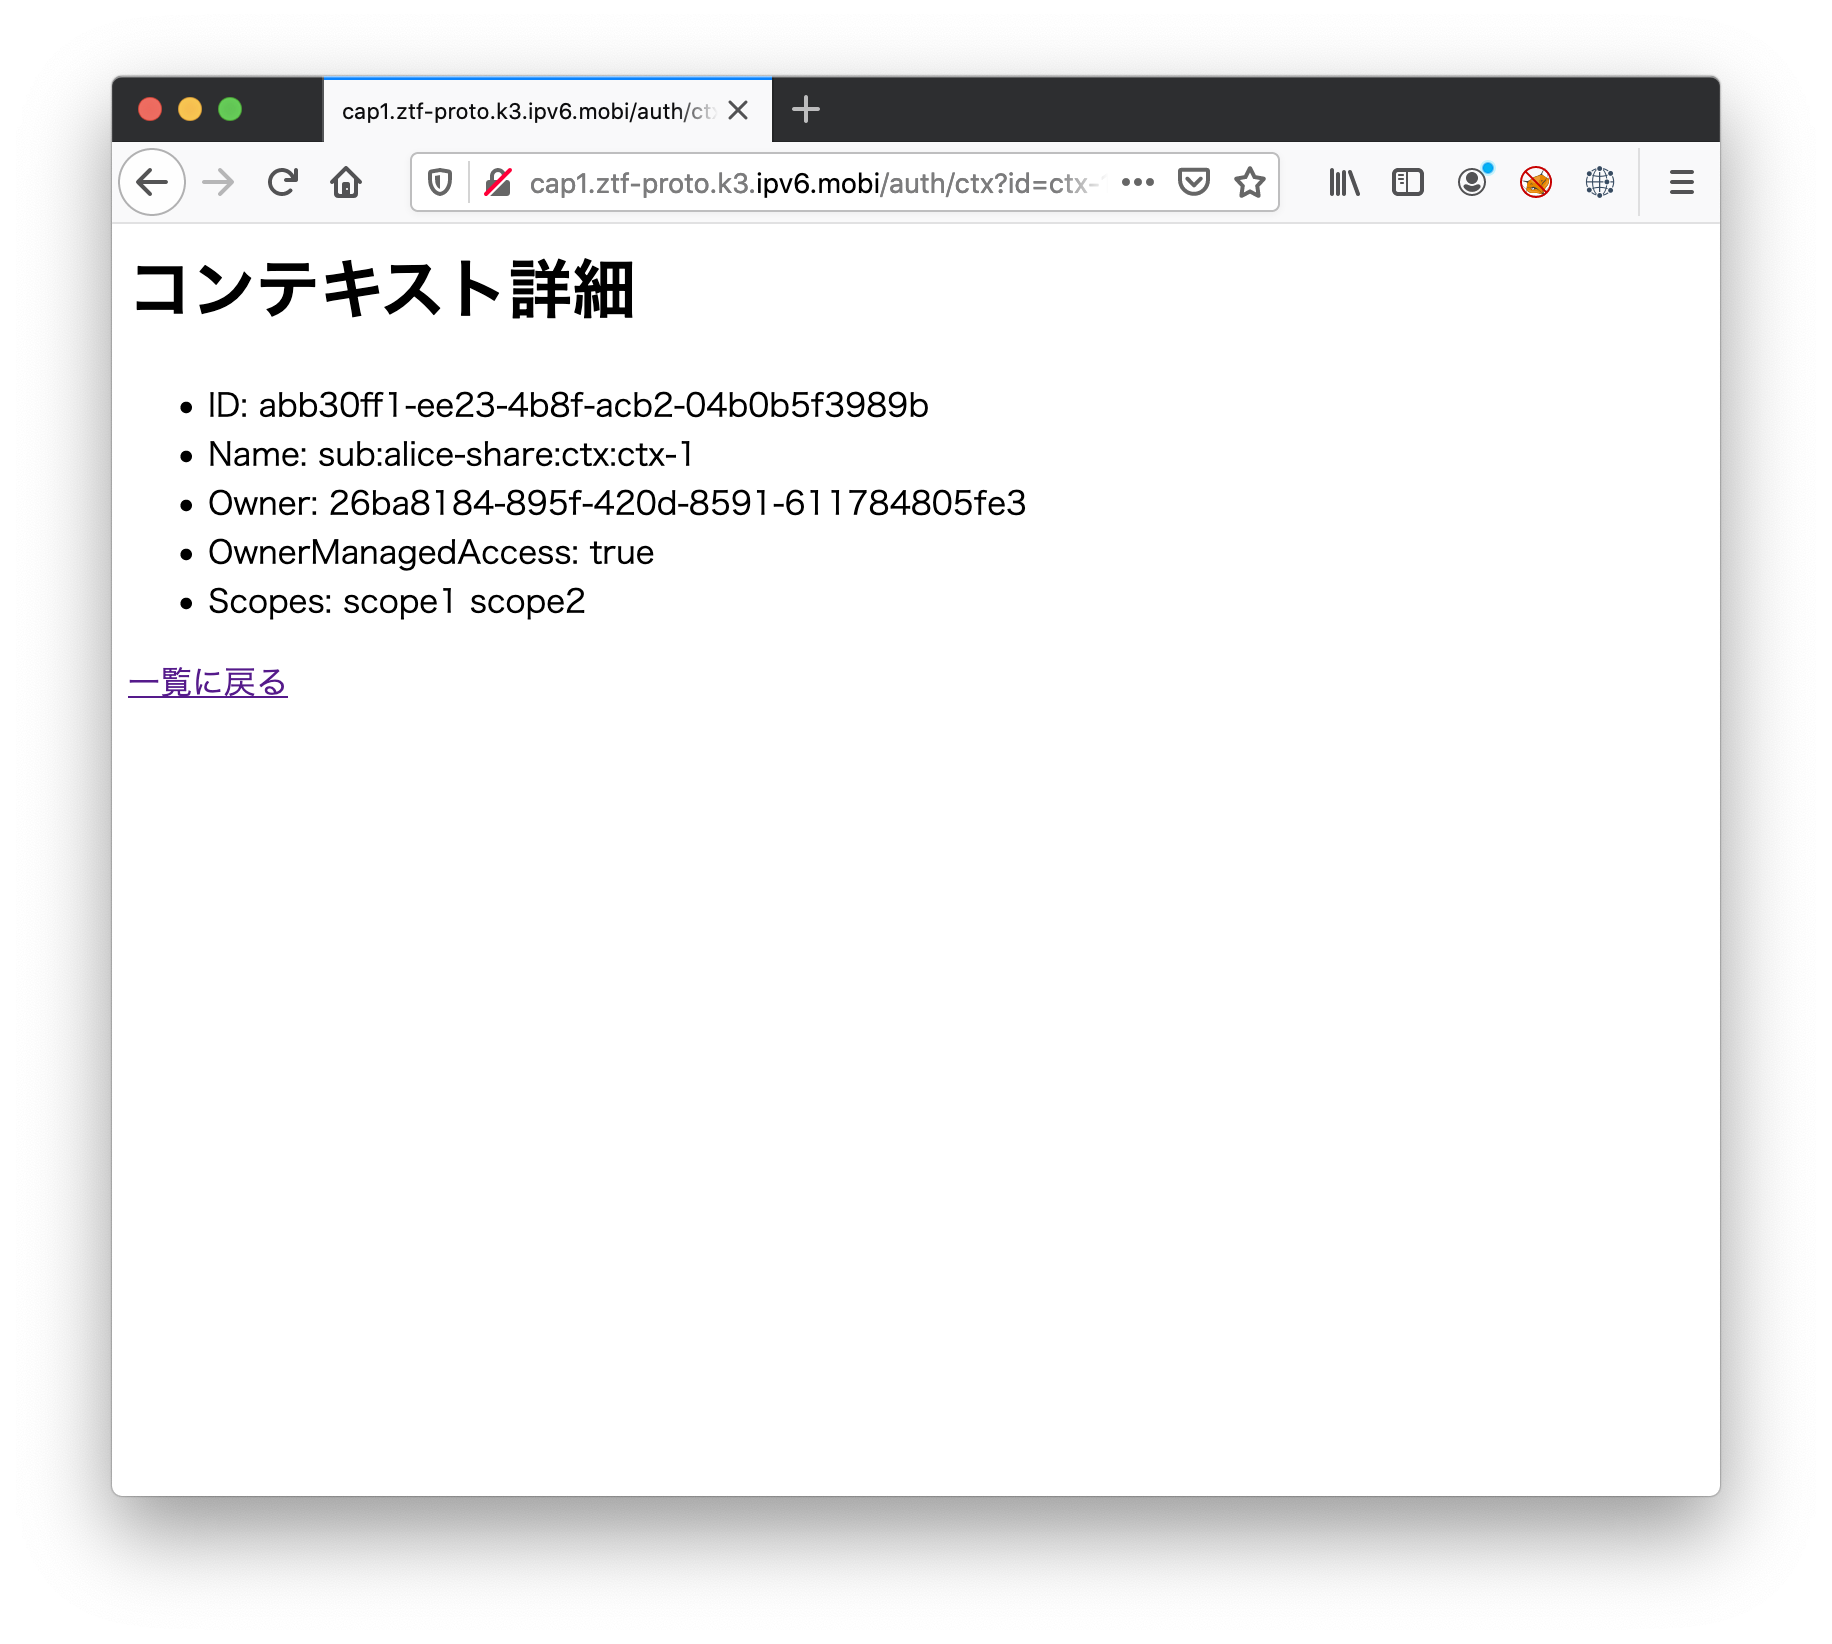 cap1.ztf-proto.k3.ipv6.mobi/auth/ct
cap1.ztf-proto.k3.ipv6.mobi/auth/ctx?id=ctx-
コンテキスト詳細
ID: abb30ff1-ee23-4b8f-acb2-04b0b5f3989b
Name: sub:alice-share:ctx:ctx-1
Owner: 26ba8184-895f-420d-8591-611784805fe3
OwnerManagedAccess: true
Scopes: scope1 scope2
一覧に戻る